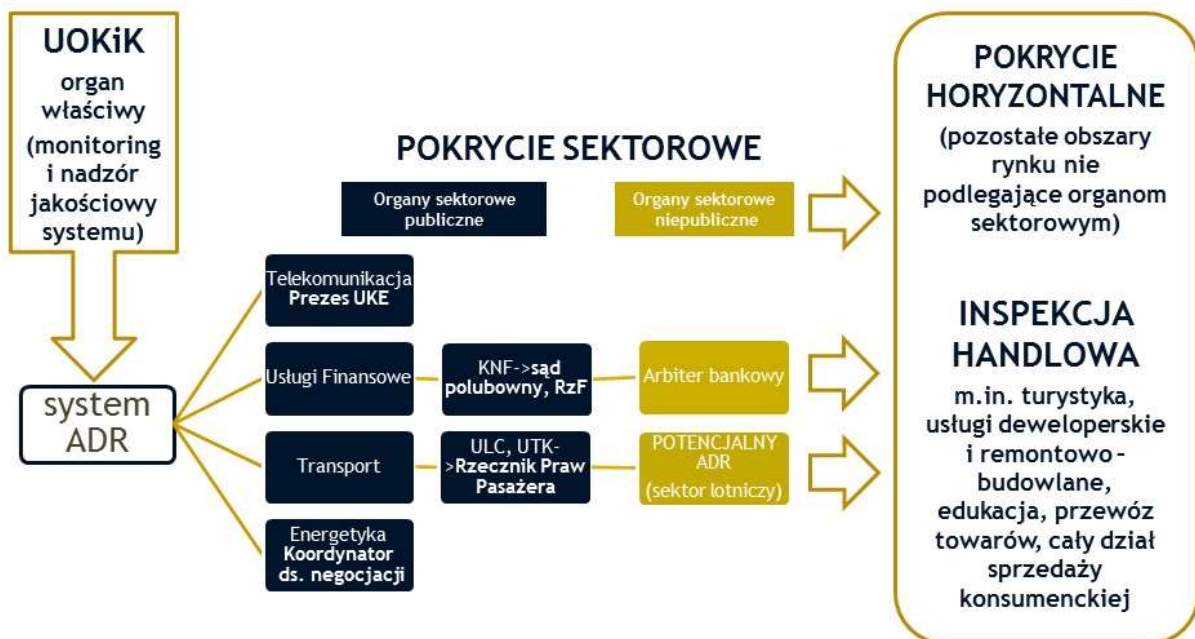 UOKiK
organ
właściwy
(monitoring
i nadzór
jakościowy
systemu)
system
ADR
POKRYCIE SEKTOROWE
Organy sektorowe
publiczne
Organy sektorowe
niepubliczne
Telekomunikacja
Prezes UKE
Usługi Finansowe
KNF->sąd
polubowny, RzF
Arbiter bankowy
Transport
ULC, UTK-
>Rzecznik Praw
Pasażera
POTENCJALNY
ADR
(sektor lotniczy)
Energetyka
Koordynator
ds. negocjacji
POKRYCIE
HORYZONTALNE
(pozostałe obszary
rynku nie
podlegające organom
sektorowym)
INSPEKCJA
HANDLOWA
m.in. turystyka,
usługi deweloperskie
i remontowo-
budowlane,
edukacja, przewóz
towarów, cały dział
sprzedaży
konsumenckiej